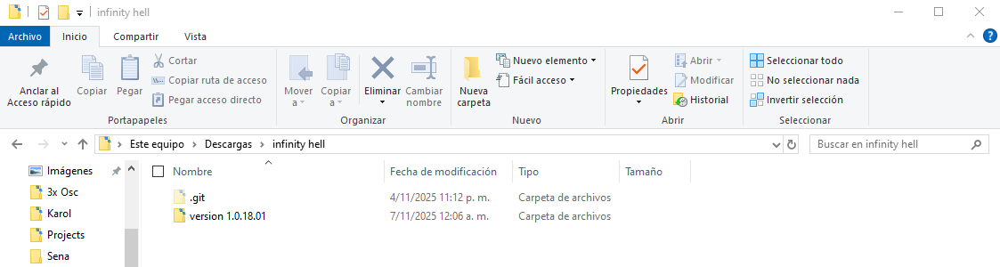 infinity hell
Archivo Inicio Compartir Vista
Anclar al Acceso rápido
Copiar
Pegar
Cortar
Copiar ruta de acceso
Pegar acceso directo
Portapapeles
Mover a
Copiar a
Eliminar
Cambiar nombre
Organizar
Nueva carpeta
Nuevo elemento
Fácil acceso
Nuevo
Propiedades
Abrir
Modificar
Historial
Abrir
Seleccionar todo
No seleccionar nada
Invertir selección
Seleccionar
Este equipo > Descargas > infinity hell
Buscar en infinity hell
Imágenes
3x Osc
Karol
Projects
Sena
Nombre Fecha de modificación Tipo Tamaño
.git 4/11/2025 11:12 p. m. Carpeta de archivos
version 1.0.18.01 7/11/2025 12:06 a. m. Carpeta de archivos